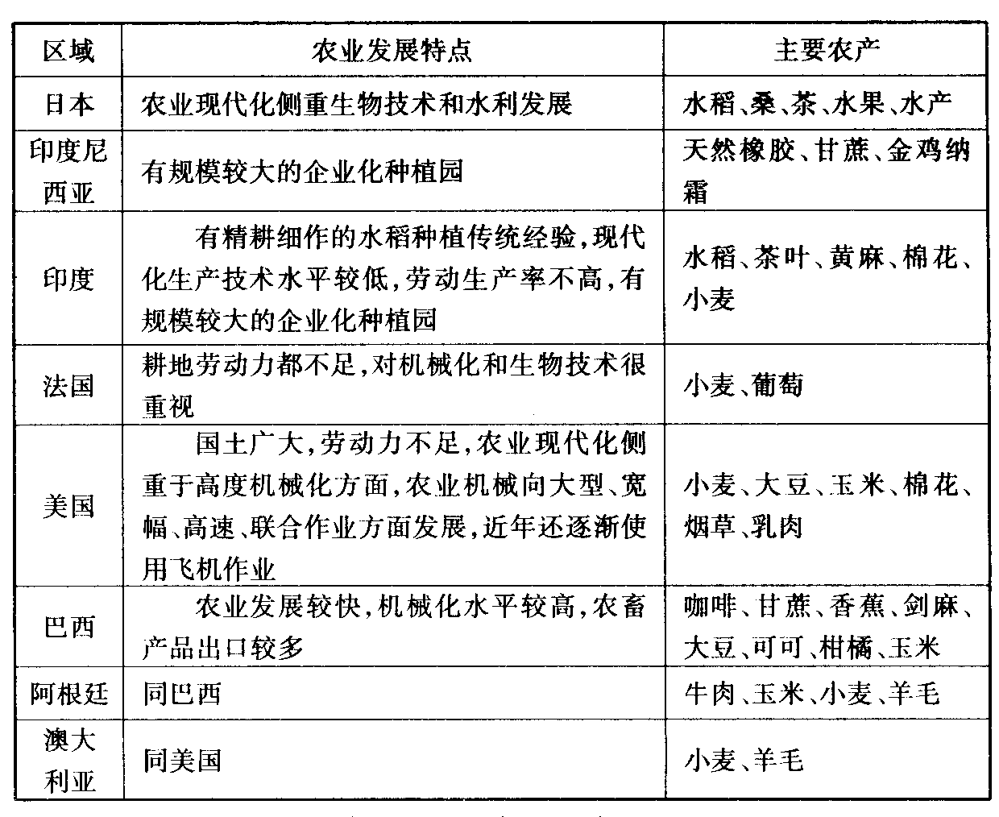 区域 农业发展特点 主要农产
日本 农业现代化侧重生物技术和水利发展 水稻、桑、茶、水果、水产
印度尼
西亚
有规模较大的企业化种植园
天然橡胶、甘蔗、金鸡纳
霜
印度
有精耕细作的水稻种植传统经验,现代
化生产技术水平较低,劳动生产率不高,有
规模较大的企业化种植园
水稻、茶叶、黄麻、棉花、
小麦
法国
耕地劳动力都不足,对机械化和生物技术很
重视
小麦、葡萄
美国
国土广大,劳动力不足,农业现代化侧
重于高度机械化方面,农业机械向大型、宽
幅、高速、联合作业方面发展,近年还逐渐使
用飞机作业
小麦、大豆、玉米、棉花、
烟草、乳肉
巴西
农业发展较快,机械化水平较高,农畜
产品出口较多
咖啡、甘蔗、香蕉、剑麻、
大豆、可可、柑橘、玉米
阿根廷 同巴西 牛肉、玉米、小麦、羊毛
澳大
利亚
同美国
小麦、羊毛